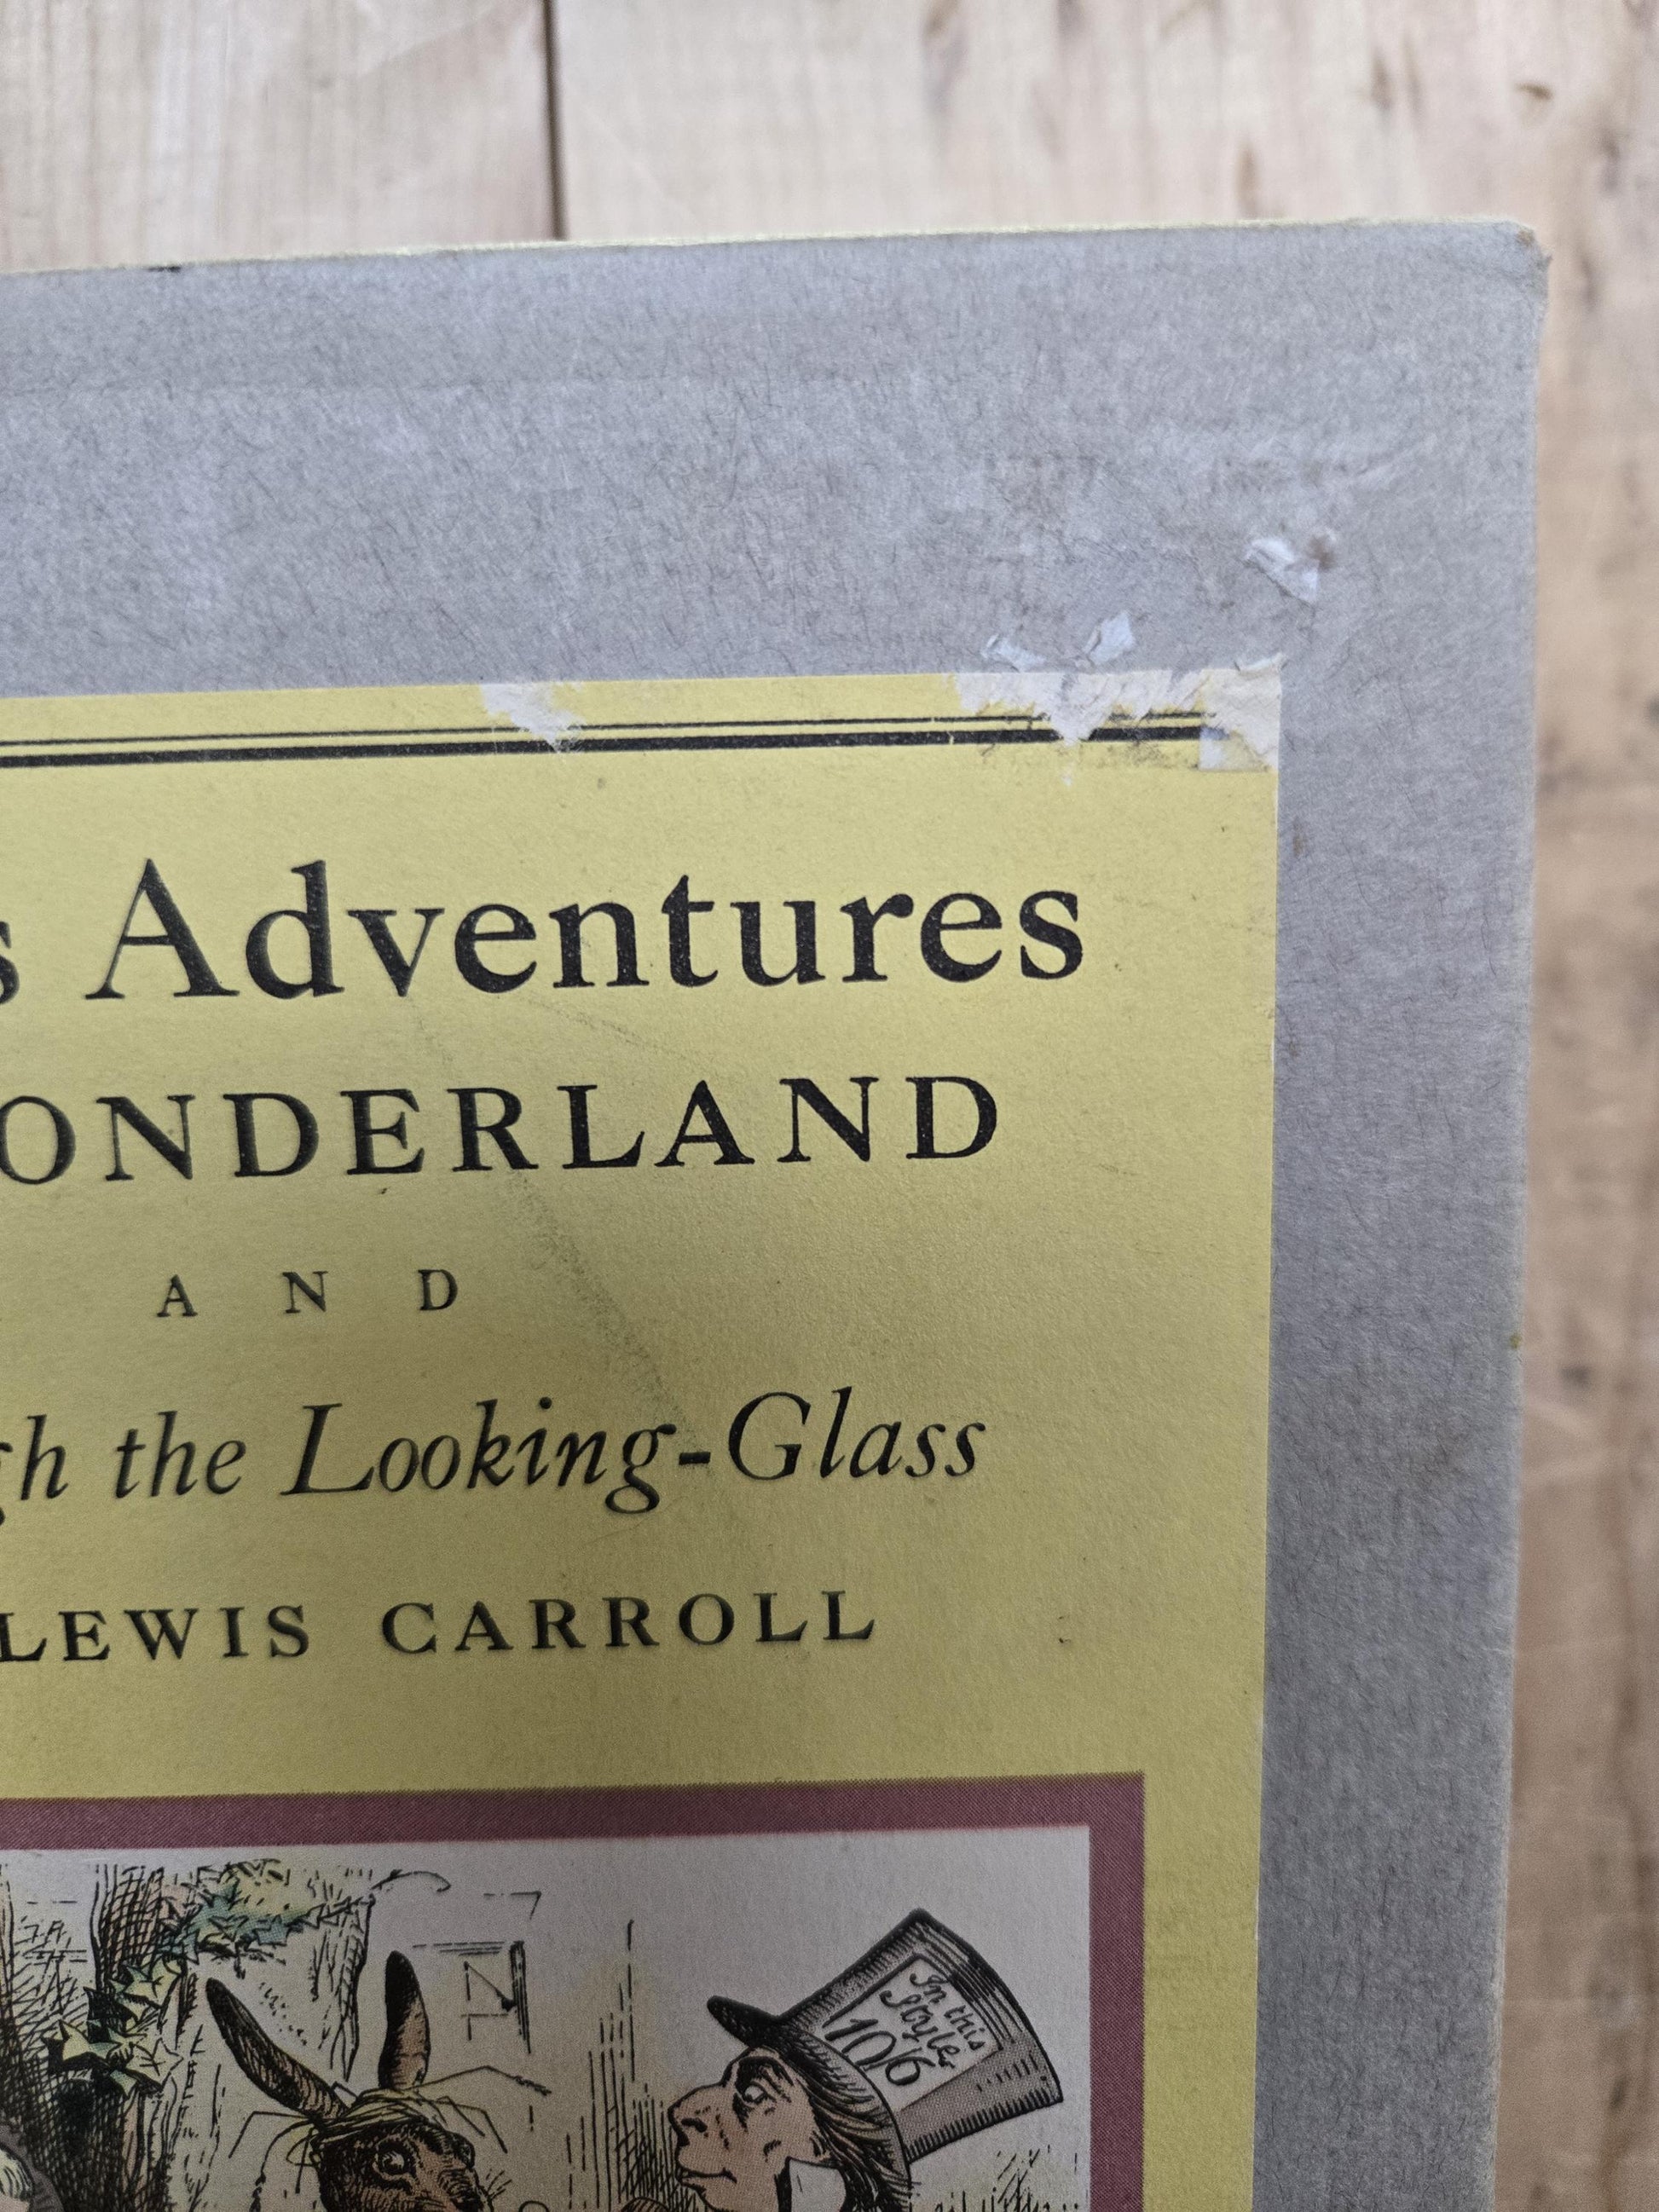 s Adventures
ONDERLAND
AND
gh the Looking-Glass
LEWIS CARROLL
In this
Style
10/6